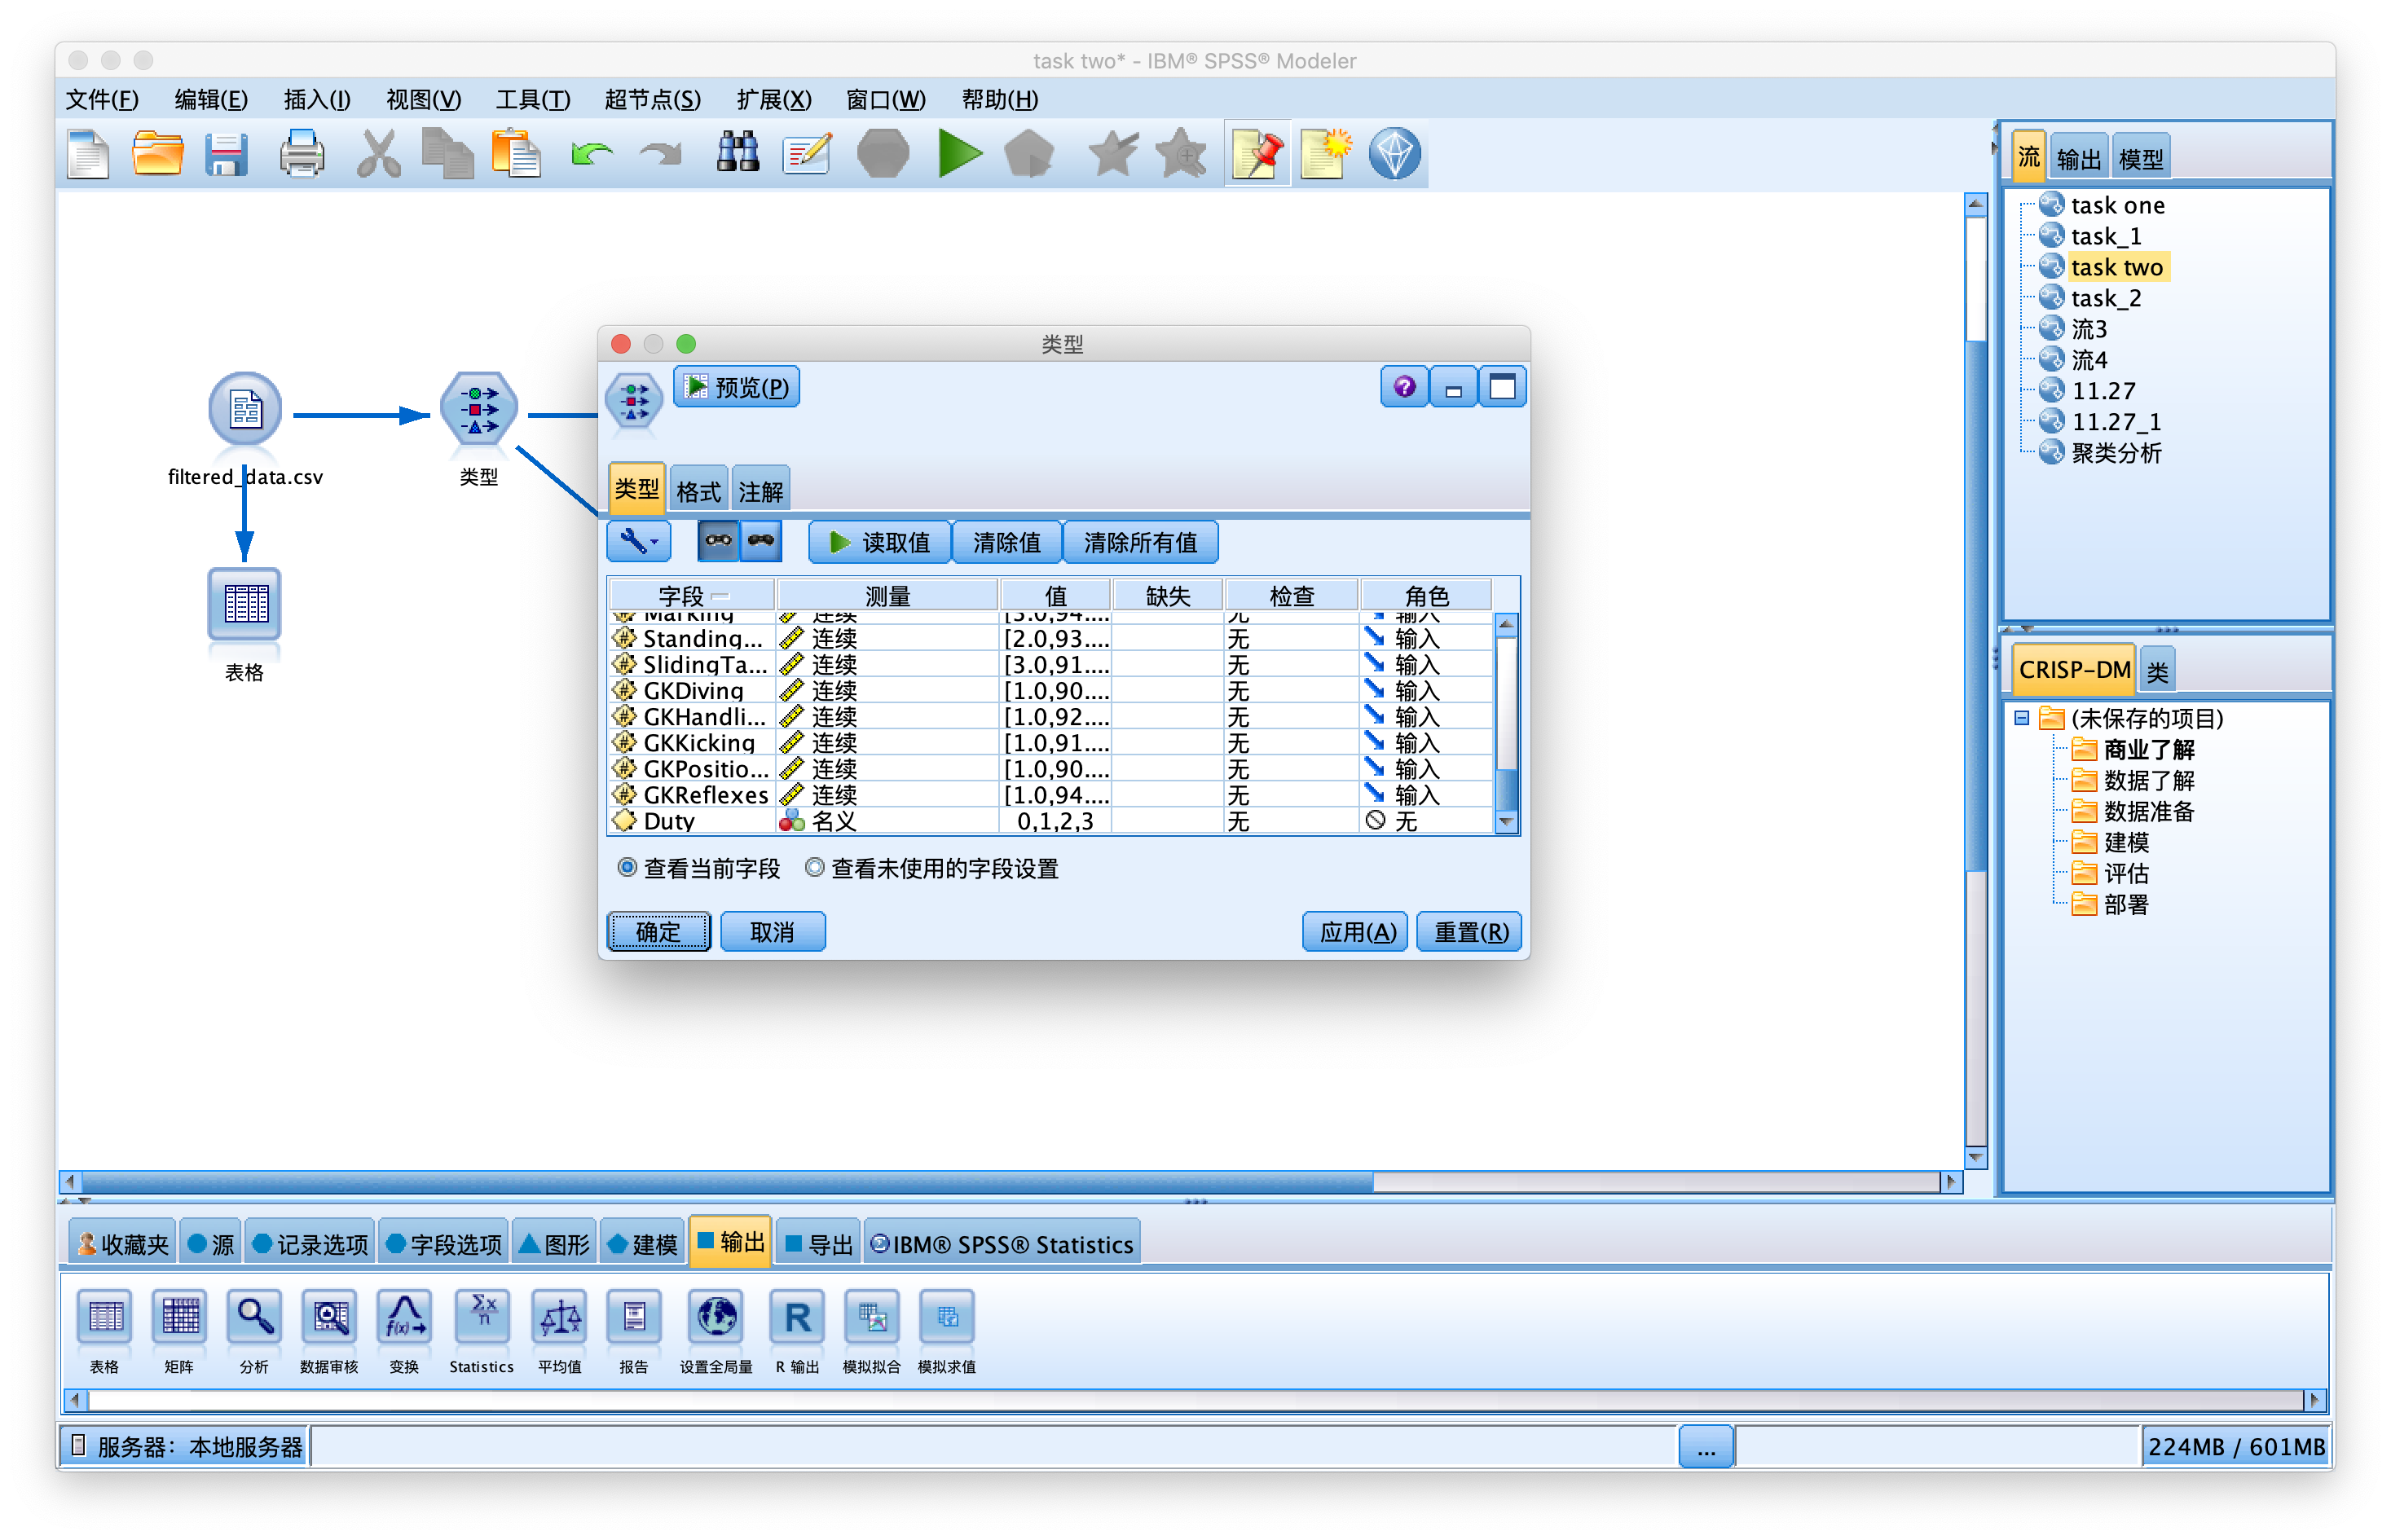 task two* - IBM® SPSS® Modeler
文件(F) 编辑(E) 插入(I) 视图(V) 工具(T) 超节点(S) 扩展(X) 窗口(W) 帮助(H)
流 输出 模型
task one
task_1
task two
task_2
流3
流4
11.27
11.27_1
聚类分析
filtered_data.csv
类型
表格
类型
预览(P)
类型 格式 注解
读取值 清除值 清除所有值
字段 测量 值 缺失 检查 角色
Marking 连续 [3.0,94.... 无 输入
Standing... 连续 [2.0,93.... 无 输入
SlidingTa... 连续 [3.0,91.... 无 输入
GKDiving 连续 [1.0,90.... 无 输入
GKHandli... 连续 [1.0,92.... 无 输入
GKKicking 连续 [1.0,91.... 无 输入
GKPositio... 连续 [1.0,90.... 无 输入
GKReflexes 连续 [1.0,94.... 无 输入
Duty 名义 0,1,2,3 无 无
查看当前字段 查看未使用的字段设置
确定 取消 应用(A) 重置(R)
CRISP-DM 类
(未保存的项目)
商业了解
数据了解
数据准备
建模
评估
部署
收藏夹 源 记录选项 字段选项 图形 建模 输出 导出 IBM® SPSS® Statistics
表格 矩阵 分析 数据审核 变换 Statistics 平均值 报告 设置全局量 R 输出 模拟拟合 模拟求值
服务器: 本地服务器 ... 224MB / 601MB